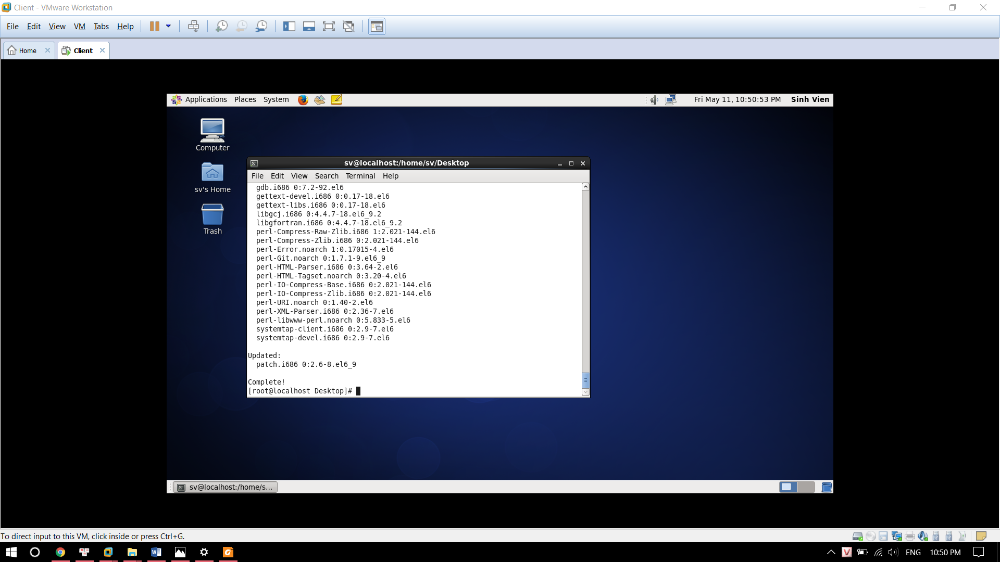 Client - VMware Workstation
File Edit View VM Tabs Help
Home Client
Applications Places System Fri May 11, 10:50:53 PM Sinh Vien
Computer
sv's Home
Trash
sv@localhost:/home/sv/Desktop
File Edit View Search Terminal Help
gdb.i686 0:7.2-92.el6
gettext-devel.i686 0:0.17-18.el6
gettext-libs.i686 0:0.17-18.el6
libgcj.i686 0:4.4.7-18.el6_9.2
libgfortran.i686 0:4.4.7-18.el6_9.2
perl-Compress-Raw-Zlib.i686 1:2.021-144.el6
perl-Compress-Zlib.i686 0:2.021-144.el6
perl-Error.noarch 1:0.17015-4.el6
perl-Git.noarch 0:1.7.1-9.el6_9
perl-HTML-Parser.i686 0:3.64-2.el6
perl-HTML-Tagset.noarch 0:3.20-4.el6
perl-IO-Compress-Base.i686 0:2.021-144.el6
perl-IO-Compress-Zlib.i686 0:2.021-144.el6
perl-URI.noarch 0:1.40-2.el6
perl-XML-Parser.i686 0:2.36-7.el6
perl-libwww-perl.noarch 0:5.833-5.el6
systemtap-client.i686 0:2.9-7.el6
systemtap-devel.i686 0:2.9-7.el6
Updated:
patch.i686 0:2.6-8.el6_9
Complete!
[root@localhost Desktop]#
sv@localhost:/home/s...
To direct input to this VM, click inside or press Ctrl+G.
ENG 10:50 PM